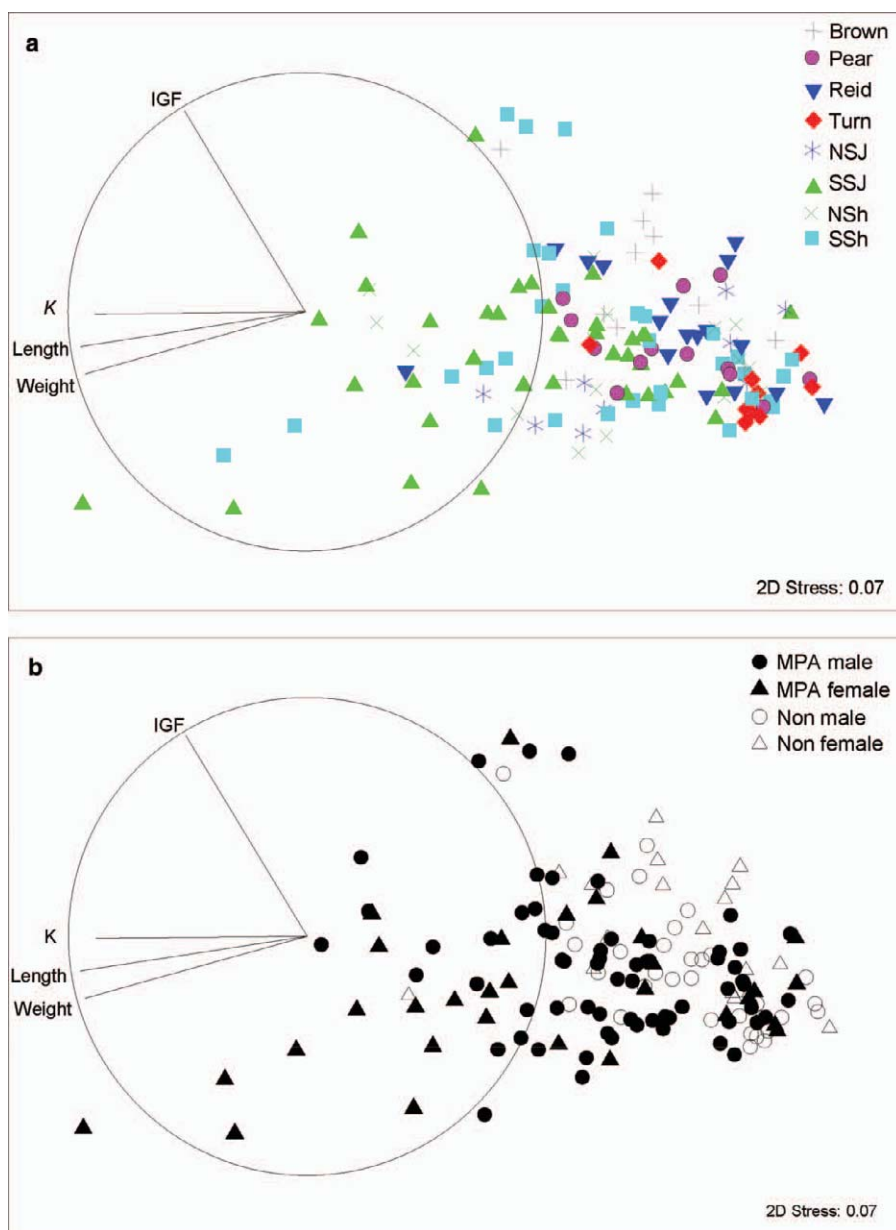 a
Brown
Pear
Reid
Turn
NSJ
SSJ
NSh
SSh
IGF
K
Length
Weight
2D Stress: 0.07
b
MPA male
MPA female
Non male
Non female
IGF
K
Length
Weight
2D Stress: 0.07